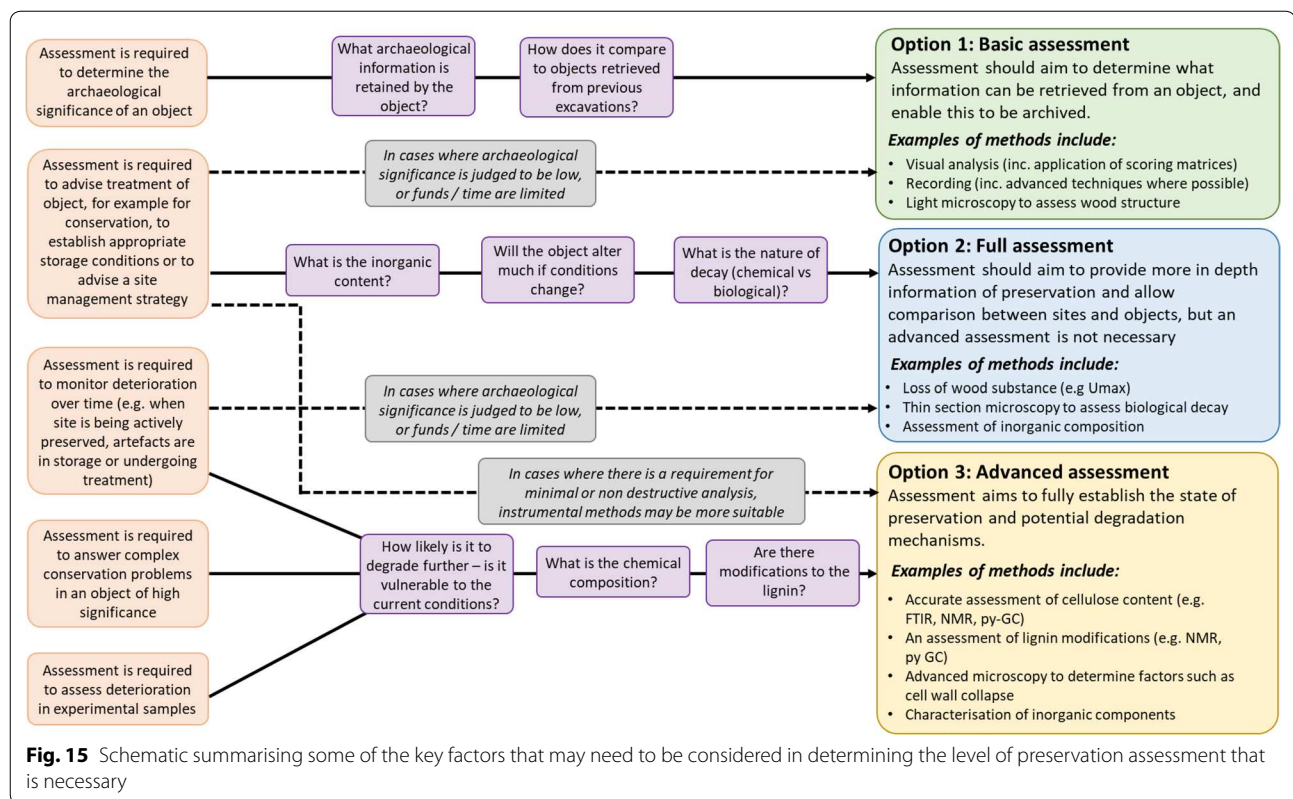 Assessment is required
to determine the
archaeological
significance of an object
What archaeological
information is
retained by the
object?
How does it compare
to objects retrieved
from previous
excavations?
Option 1: Basic assessment
Assessment should aim to determine what
information can be retrieved from an object, and
enable this to be archived.
Examples of methods include:
• Visual analysis (inc. application of scoring matrices)
• Recording (inc. advanced techniques where possible)
• Light microscopy to assess wood structure
Assessment is required
to advise treatment of
object, for example for
conservation, to
establish appropriate
storage conditions or to
advise a site
management strategy
In cases where archaeological
significance is judged to be low,
or funds / time are limited
What is the inorganic
content?
Will the object alter
much if conditions
change?
What is the nature of
decay (chemical vs
biological)?
Option 2: Full assessment
Assessment should aim to provide more in depth
information of preservation and allow
comparison between sites and objects, but an
advanced assessment is not necessary
Examples of methods include:
• Loss of wood substance (e.g Umax)
• Thin section microscopy to assess biological decay
• Assessment of inorganic composition
Assessment is required
to monitor deterioration
over time (e.g. when
site is being actively
preserved, artefacts are
in storage or undergoing
treatment)
In cases where archaeological
significance is judged to be low,
or funds / time are limited
In cases where there is a requirement for
minimal or non destructive analysis,
instrumental methods may be more suitable
Option 3: Advanced assessment
Assessment aims to fully establish the state of
preservation and potential degradation
mechanisms.
Examples of methods include:
• Accurate assessment of cellulose content (e.g.
FTIR, NMR, py-GC)
• An assessment of lignin modifications (e.g. NMR,
py GC)
• Advanced microscopy to determine factors such as
cell wall collapse
• Characterisation of inorganic components
Assessment is required
to answer complex
conservation problems
in an object of high
significance
How likely is it to
degrade further – is it
vulnerable to the
current conditions?
What is the chemical
composition?
Are there
modifications to the
lignin?
Assessment is required
to assess deterioration
in experimental samples
Fig. 15 Schematic summarising some of the key factors that may need to be considered in determining the level of preservation assessment that
is necessary